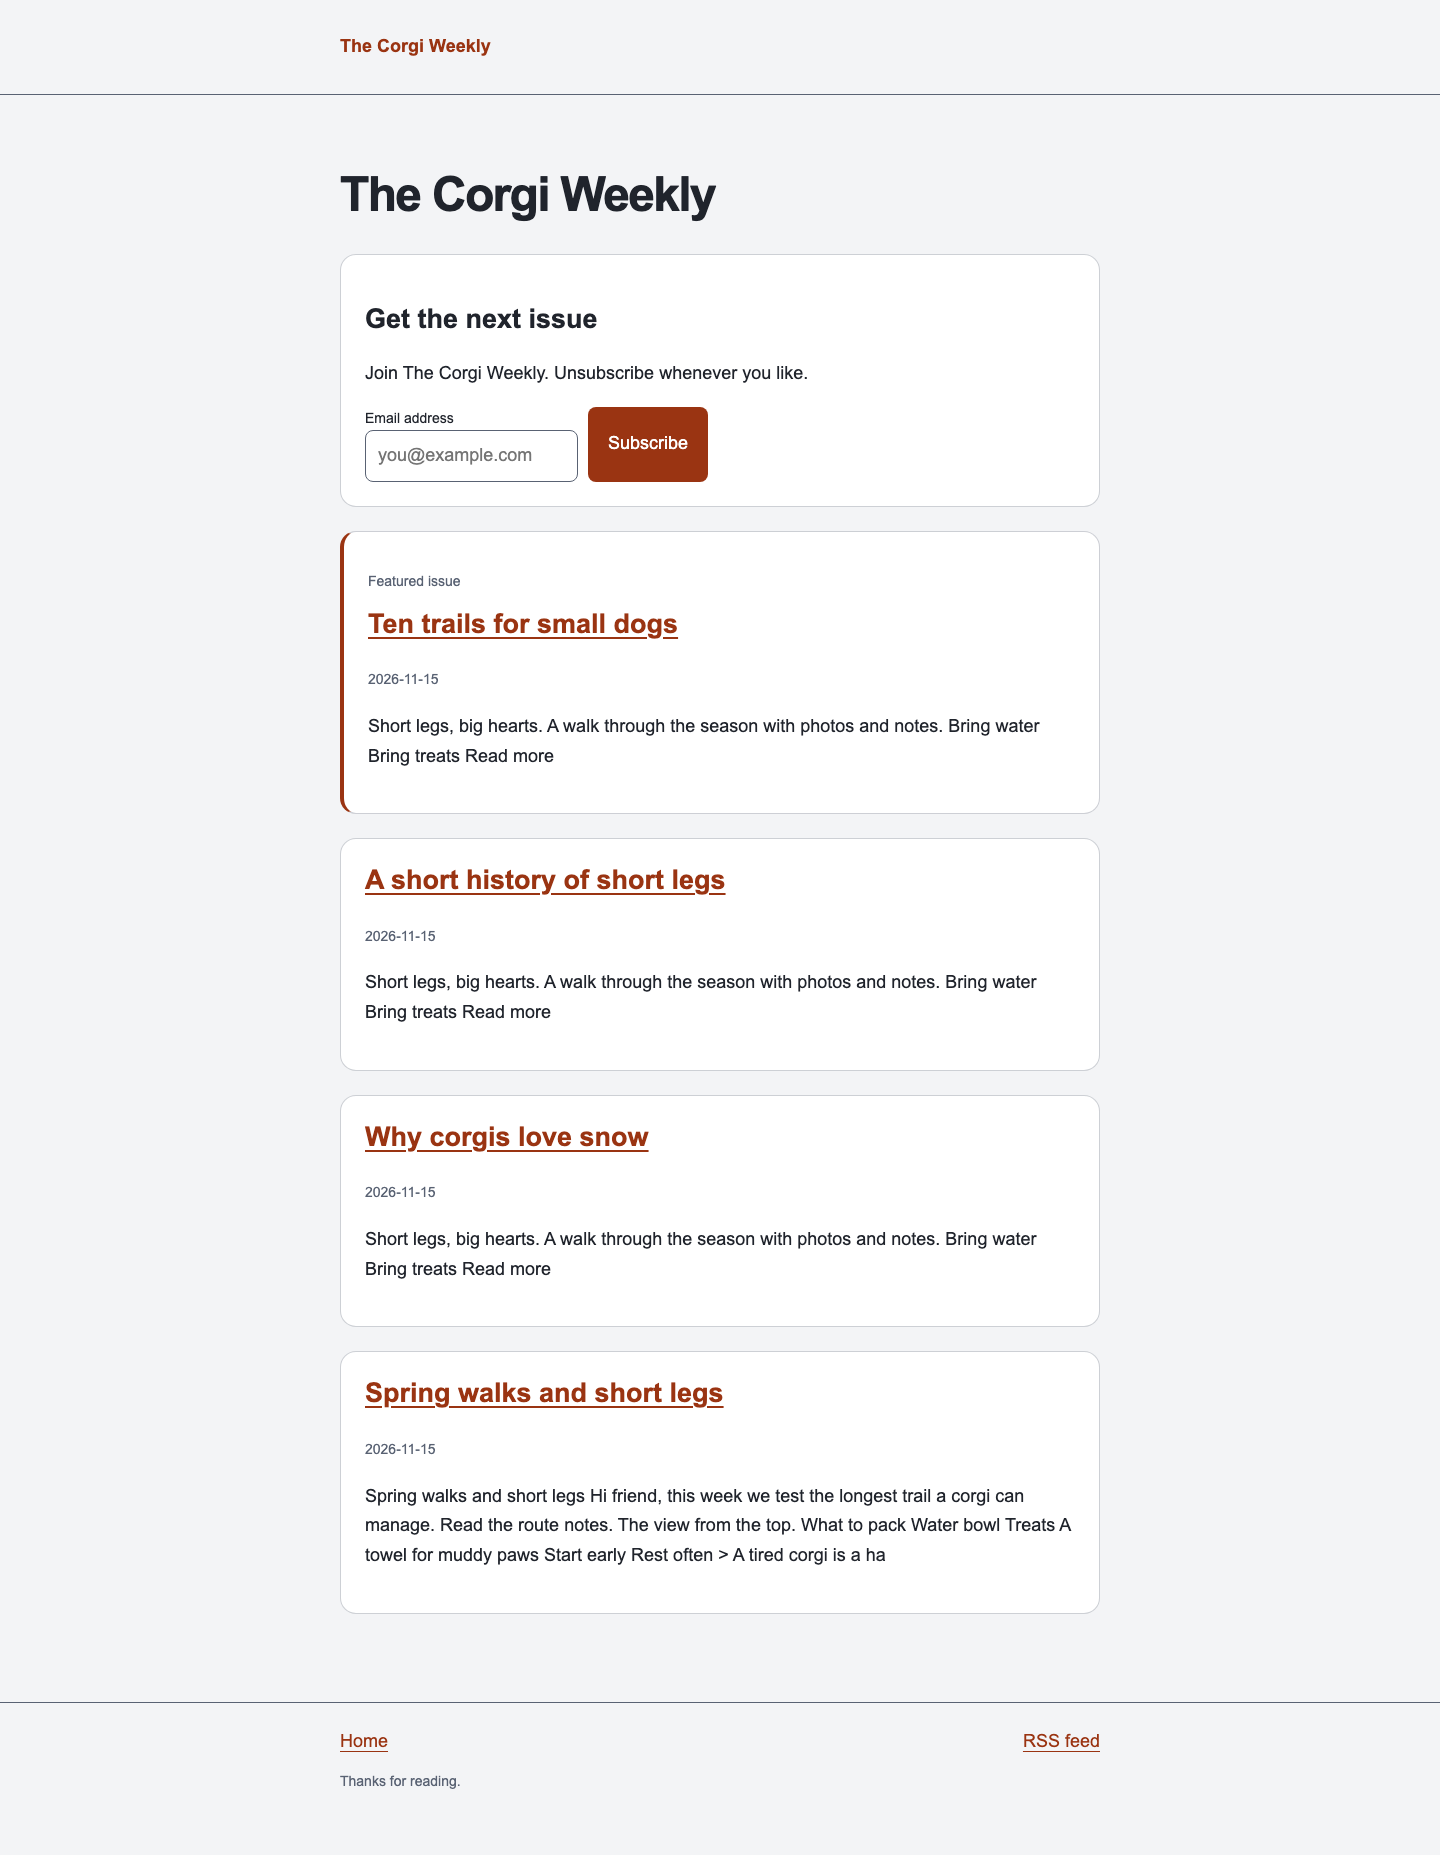 The Corgi Weekly
The Corgi Weekly
Get the next issue
Join The Corgi Weekly. Unsubscribe whenever you like.
Email address
you@example.com
Subscribe
Featured issue
Ten trails for small dogs
2026-11-15
Short legs, big hearts. A walk through the season with photos and notes. Bring water
Bring treats Read more
A short history of short legs
2026-11-15
Short legs, big hearts. A walk through the season with photos and notes. Bring water
Bring treats Read more
Why corgis love snow
2026-11-15
Short legs, big hearts. A walk through the season with photos and notes. Bring water
Bring treats Read more
Spring walks and short legs
2026-11-15
Spring walks and short legs Hi friend, this week we test the longest trail a corgi can
manage. Read the route notes. The view from the top. What to pack Water bowl Treats A
towel for muddy paws Start early Rest often > A tired corgi is a ha
Home
RSS feed
Thanks for reading.